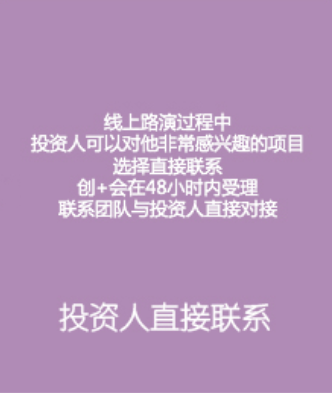 线上路演过程中
投资人可以对他非常感兴趣的项目
选择直接联系
创+会在48小时内受理
联系团队与投资人直接对接
投资人直接联系